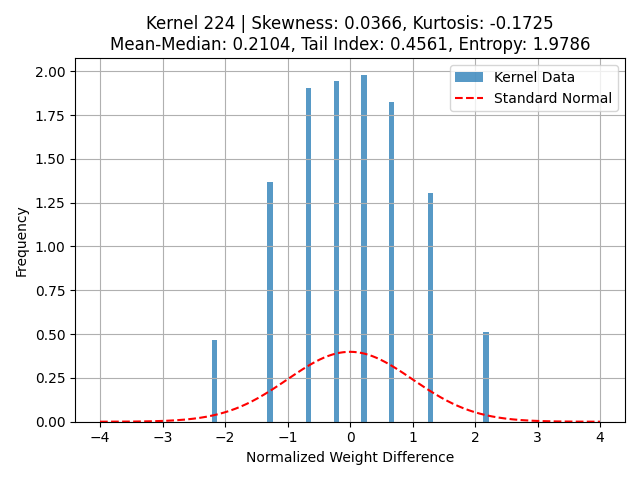 Kernel 224 | Skewness: 0.0366, Kurtosis: -0.1725
Mean-Median: 0.2104, Tail Index: 0.4561, Entropy: 1.9786
Kernel Data
Standard Normal
Frequency
2.00
1.75
1.50
1.25
1.00
0.75
0.50
0.25
0.00
−4 −3 −2 −1 0 1 2 3 4
Normalized Weight Difference